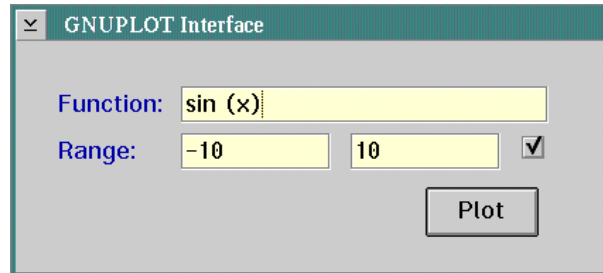 GNUPLOT Interface
Function: sin (x)
Range: -10 10
Plot